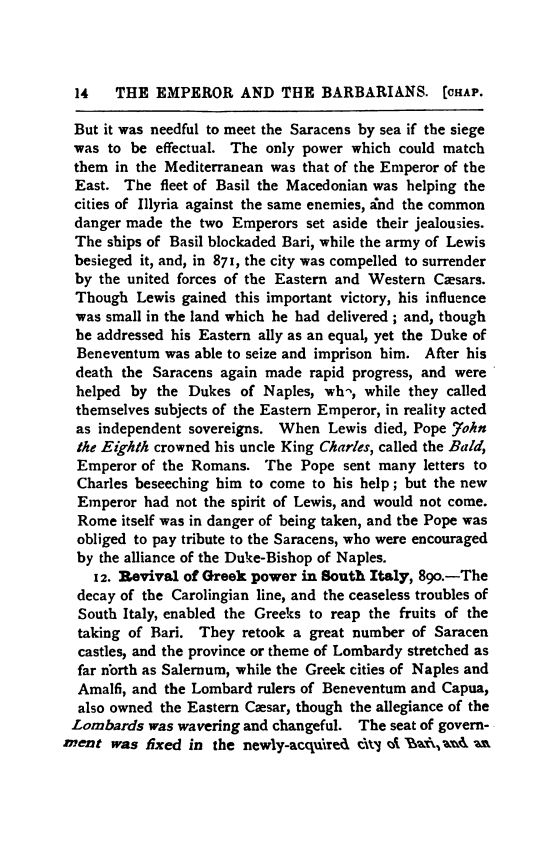 14 THE EMPEROR AND THE BARBARIANS. [CHAP.
But it was needful to meet the Saracens by sea if the siege
was to be effectual. The only power which could match
them in the Mediterranean was that of the Emperor of the
East. The fleet of Basil the Macedonian was helping the
cities of Illyria against the same enemies, and the common
danger made the two Emperors set aside their jealousies.
The ships of Basil blockaded Bari, while the army of Lewis
besieged it, and, in 871, the city was compelled to surrender
by the united forces of the Eastern and Western Cæsars.
Though Lewis gained this important victory, his influence
was small in the land which he had delivered ; and, though
he addressed his Eastern ally as an equal, yet the Duke of
Beneventum was able to seize and imprison him. After his
death the Saracens again made rapid progress, and were
helped by the Dukes of Naples, who, while they called
themselves subjects of the Eastern Emperor, in reality acted
as independent sovereigns. When Lewis died, Pope John
the Eighth crowned his uncle King Charles, called the Bald,
Emperor of the Romans. The Pope sent many letters to
Charles beseeching him to come to his help ; but the new
Emperor had not the spirit of Lewis, and would not come.
Rome itself was in danger of being taken, and the Pope was
obliged to pay tribute to the Saracens, who were encouraged
by the alliance of the Duke-Bishop of Naples.
12. Revival of Greek power in South Italy, 890.—The
decay of the Carolingian line, and the ceaseless troubles of
South Italy, enabled the Greeks to reap the fruits of the
taking of Bari. They retook a great number of Saracen
castles, and the province or theme of Lombardy stretched as
far north as Salernum, while the Greek cities of Naples and
Amalfi, and the Lombard rulers of Beneventum and Capua,
also owned the Eastern Cæsar, though the allegiance of the
Lombards was wavering and changeful. The seat of govern-
ment was fixed in the newly-acquired city of Bari, and an